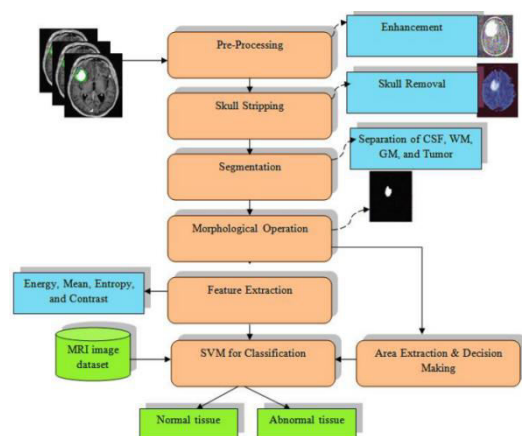 Pre-Processing
Enhancement
Skull Stripping
Skull Removal
Segmentation
Separation of CSF, WM,
GM, and Tumor
Morphological Operation
Energy, Mean, Entropy,
and Contrast
Feature Extraction
MRI image
dataset
SVM for Classification
Area Extraction & Decision
Making
Normal tissue
Abnormal tissue